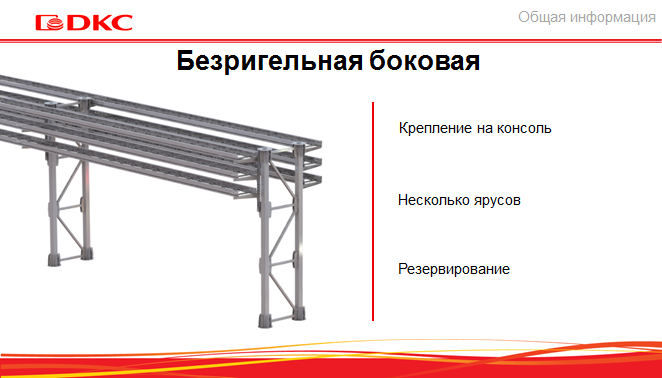 DKC
Общая информация
Безригельная боковая
Крепление на консоль
Несколько ярусов
Резервирование